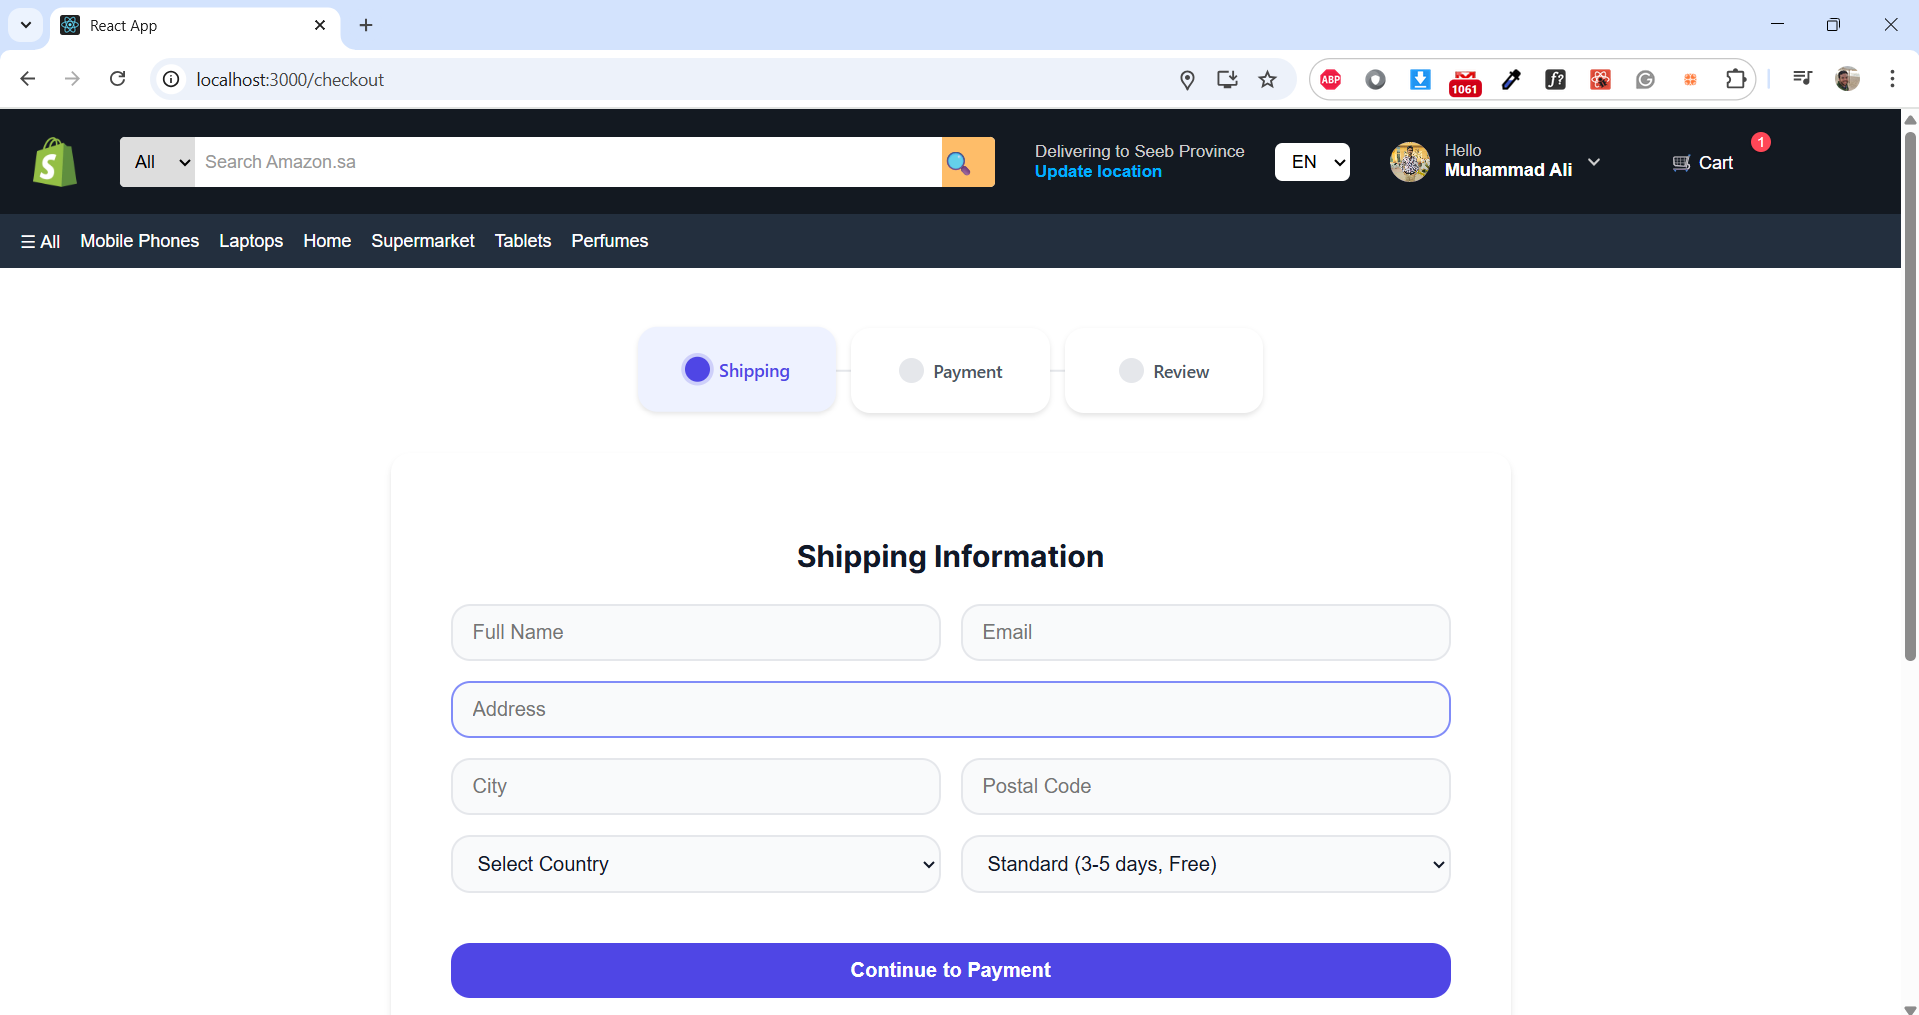 React App
localhost:3000/checkout
ABP
1061
f?
S
All
Search Amazon.sa
Delivering to Seeb Province
Update location
EN
Hello
Muhammad Ali
Cart
1
☰ All Mobile Phones Laptops Home Supermarket Tablets Perfumes
Shipping
Payment
Review
Shipping Information
Full Name
Email
Address
City
Postal Code
Select Country
Standard (3-5 days, Free)
Continue to Payment